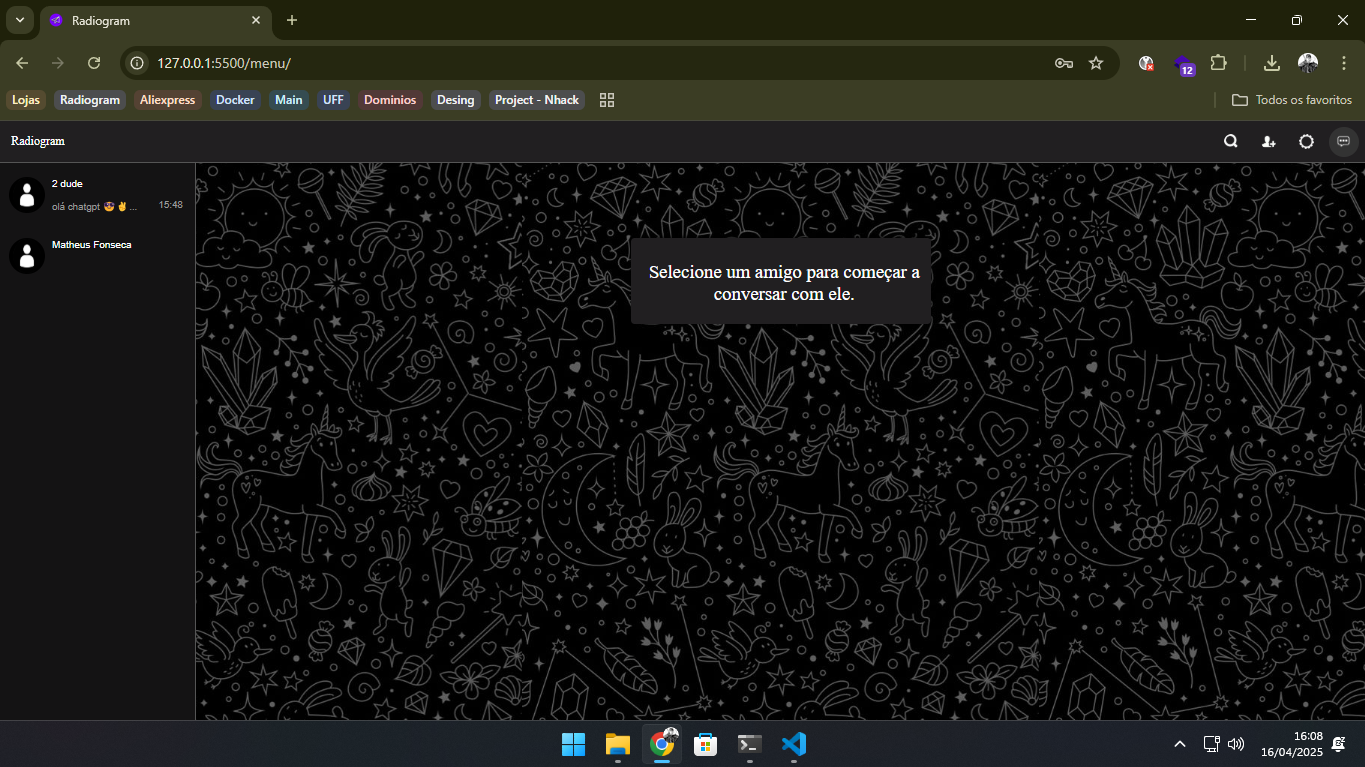 Radiogram
127.0.0.1:5500/menu/
12
Lojas Radiogram Aliexpress Docker Main UFF Dominios Desing Project - Nhack Todos os favoritos
Radiogram
2 dude
olá chatgpt 😎✌... 15:48
Matheus Fonseca
Selecione um amigo para começar a
conversar com ele.
16:08
16/04/2025